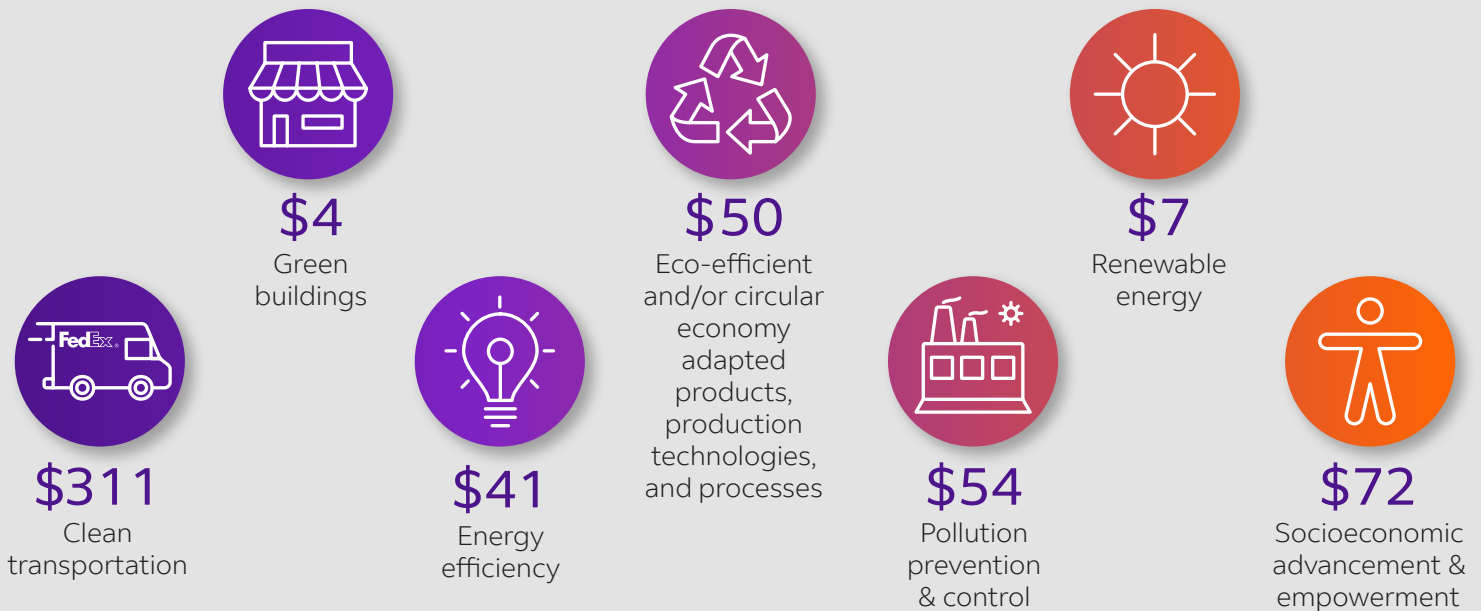 $4
Green
buildings
$50
Eco-efficient
and/or circular
economy
adapted
products,
production
technologies,
and processes
$7
Renewable
energy
FedEx®
$311
Clean
transportation
$41
Energy
efficiency
$54
Pollution
prevention
& control
$72
Socioeconomic
advancement &
empowerment